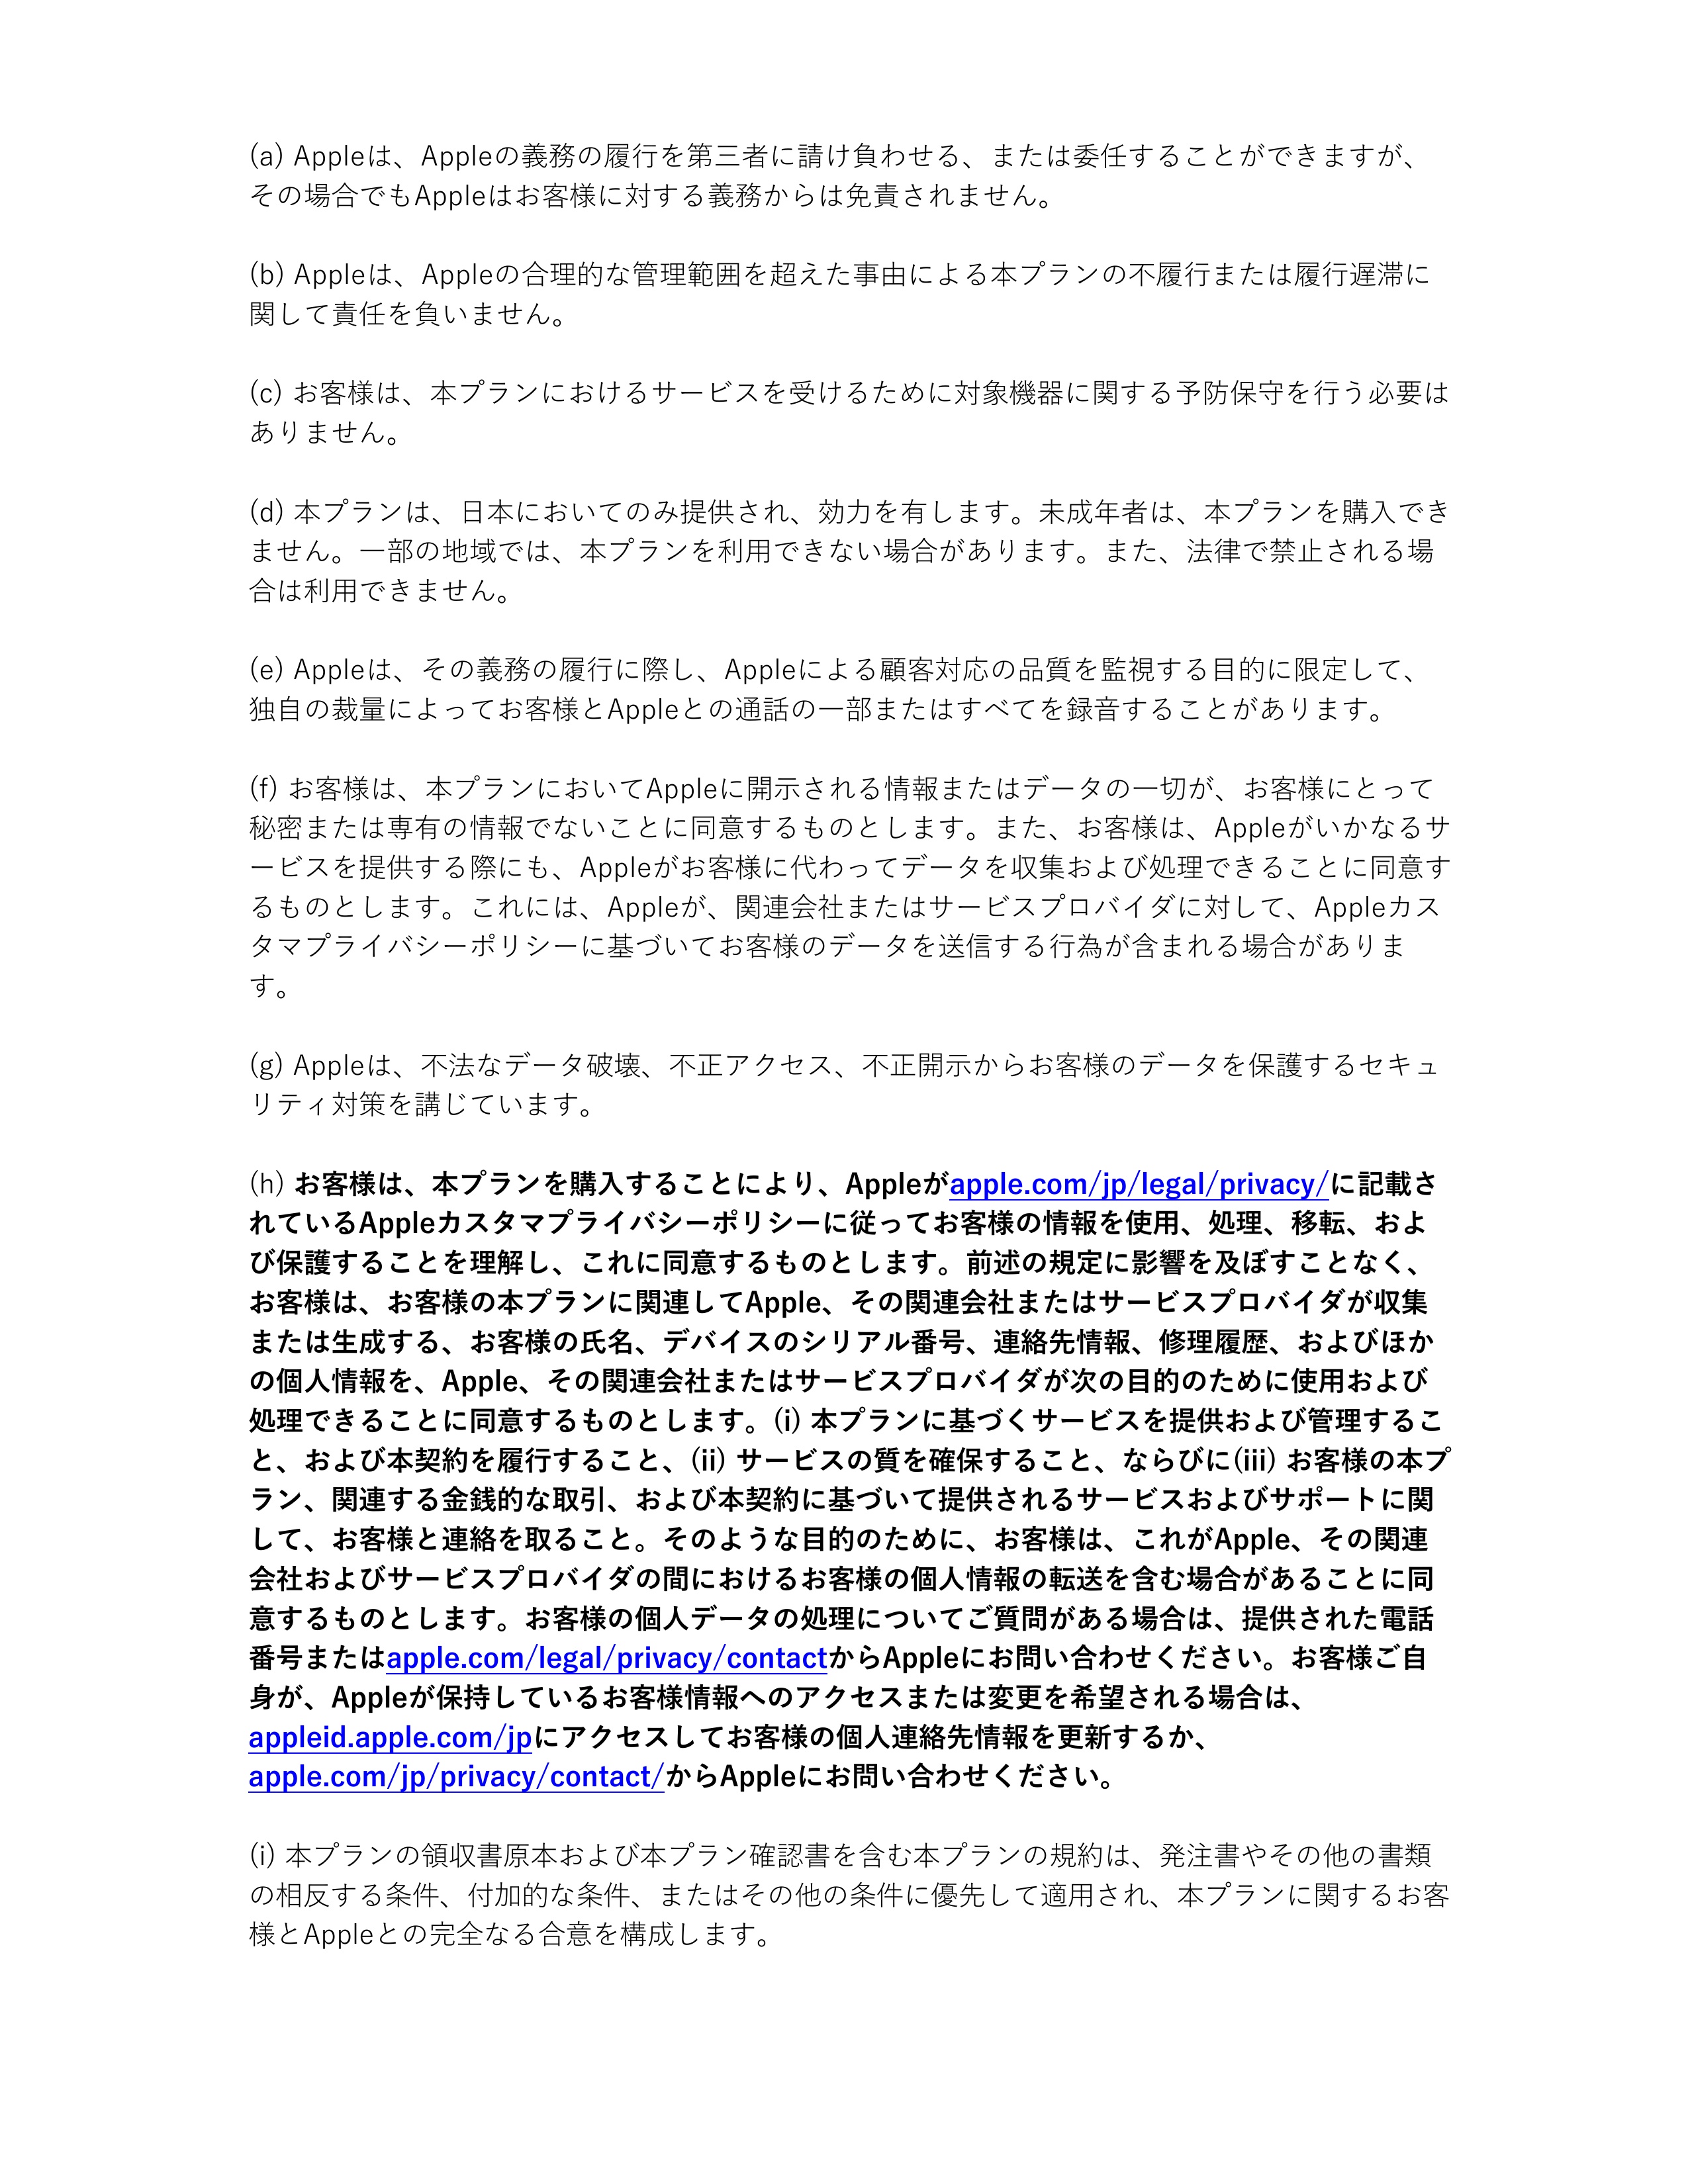 (a) Appleは、Appleの義務の履行を第三者に請け負わせる、または委任することができますが、
その場合でもAppleはお客様に対する義務からは免責されません。
(b) Appleは、Appleの合理的な管理範囲を超えた事由による本プランの不履行または履行遅滞に
関して責任を負いません。
(c) お客様は、本プランにおけるサービスを受けるために対象機器に関する予防保守を行う必要は
ありません。
(d) 本プランは、日本においてのみ提供され、効力を有します。未成年者は、本プランを購入でき
ません。一部の地域では、本プランを利用できない場合があります。また、法律で禁止される場
合は利用できません。
(e) Appleは、その義務の履行に際し、Appleによる顧客対応の品質を監視する目的に限定して、
独自の裁量によってお客様とAppleとの通話の一部またはすべてを録音することがあります。
(f) お客様は、本プランにおいてAppleに開示される情報またはデータの一切が、お客様にとって
秘密または専有の情報でないことに同意するものとします。また、お客様は、Appleがいかなるサ
ービスを提供する際にも、Appleがお客様に代わってデータを収集および処理できることに同意す
るものとします。これには、Appleが、関連会社またはサービスプロバイダに対して、Appleカス
タマプライバシーポリシーに基づいてお客様のデータを送信する行為が含まれる場合がありま
す。
(g) Appleは、不法なデータ破壊、不正アクセス、不正開示からお客様のデータを保護するセキュ
リティ対策を講じています。
(h) お客様は、本プランを購入することにより、Appleがapple.com/jp/legal/privacy/に記載さ
れているAppleカスタマプライバシーポリシーに従ってお客様の情報を使用、処理、移転、およ
び保護することを理解し、これに同意するものとします。前述の規定に影響を及ぼすことなく、
お客様は、お客様の本プランに関連してApple、その関連会社またはサービスプロバイダが収集
または生成する、お客様の氏名、デバイスのシリアル番号、連絡先情報、修理履歴、およびほか
の個人情報を、Apple、その関連会社またはサービスプロバイダが次の目的のために使用および
処理できることに同意するものとします。(i) 本プランに基づくサービスを提供および管理するこ
と、および本契約を履行すること、(ii) サービスの質を確保すること、ならびに(iii) お客様の本プ
ラン、関連する金銭的な取引、および本契約に基づいて提供されるサービスおよびサポートに関
して、お客様と連絡を取ること。そのような目的のために、お客様は、これがApple、その関連
会社およびサービスプロバイダの間におけるお客様の個人情報の転送を含む場合があることに同
意するものとします。お客様の個人データの処理についてご質問がある場合は、提供された電話
番号またはapple.com/legal/privacy/contactからAppleにお問い合わせください。お客様ご自
身が、Appleが保持しているお客様情報へのアクセスまたは変更を希望される場合は、
appleid.apple.com/jpにアクセスしてお客様の個人連絡先情報を更新するか、
apple.com/jp/privacy/contact/からAppleにお問い合わせください。
(i) 本プランの領収書原本および本プラン確認書を含む本プランの規約は、発注書やその他の書類
の相反する条件、付加的な条件、またはその他の条件に優先して適用され、本プランに関するお客
様とAppleとの完全なる合意を構成します。